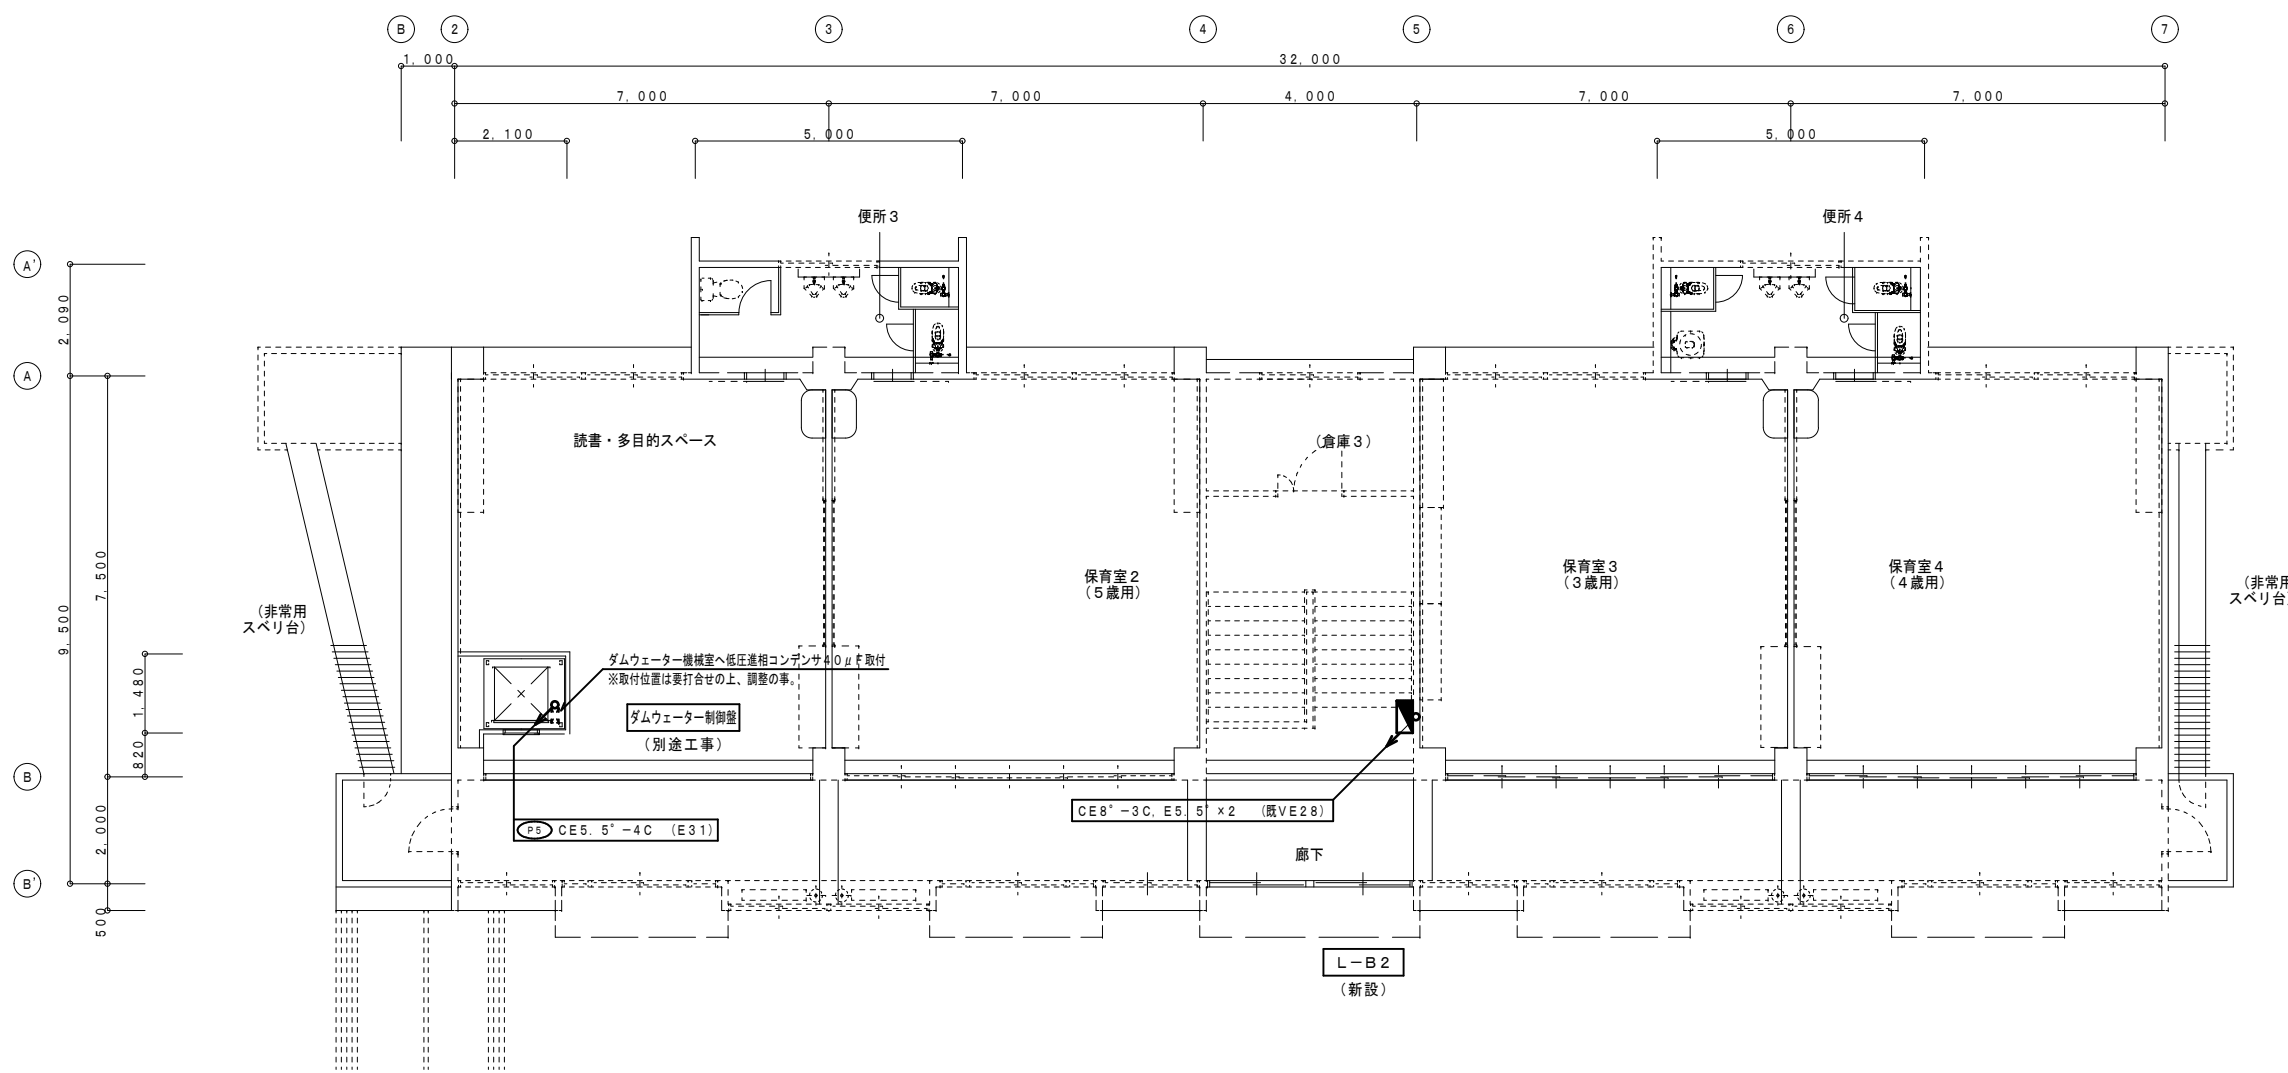 B
2
3
4
5
6
7
1,000
32,000
7,000
7,000
4,000
7,000
7,000
2,100
5,000
5,000
便所3
便所4
A'
A
B
B'
2,090
7,500
9,500
1,480
820
2,000
500
読書・多目的スペース
(倉庫3)
保育室2
(5歳用)
保育室3
(3歳用)
保育室4
(4歳用)
(非常用
スベリ台)
(非常用
スベリ台
ダムウェーター機械室へ低圧進相コンデンサ40μF取付
※取付位置は要打合せの上、調整の事。
ダムウェーター制御盤
(別途工事)
P5 CE5.5°-4C (E31)
CE8°-3C, E5.5°×2 (既VE28)
廊下
L-B2
(新設)